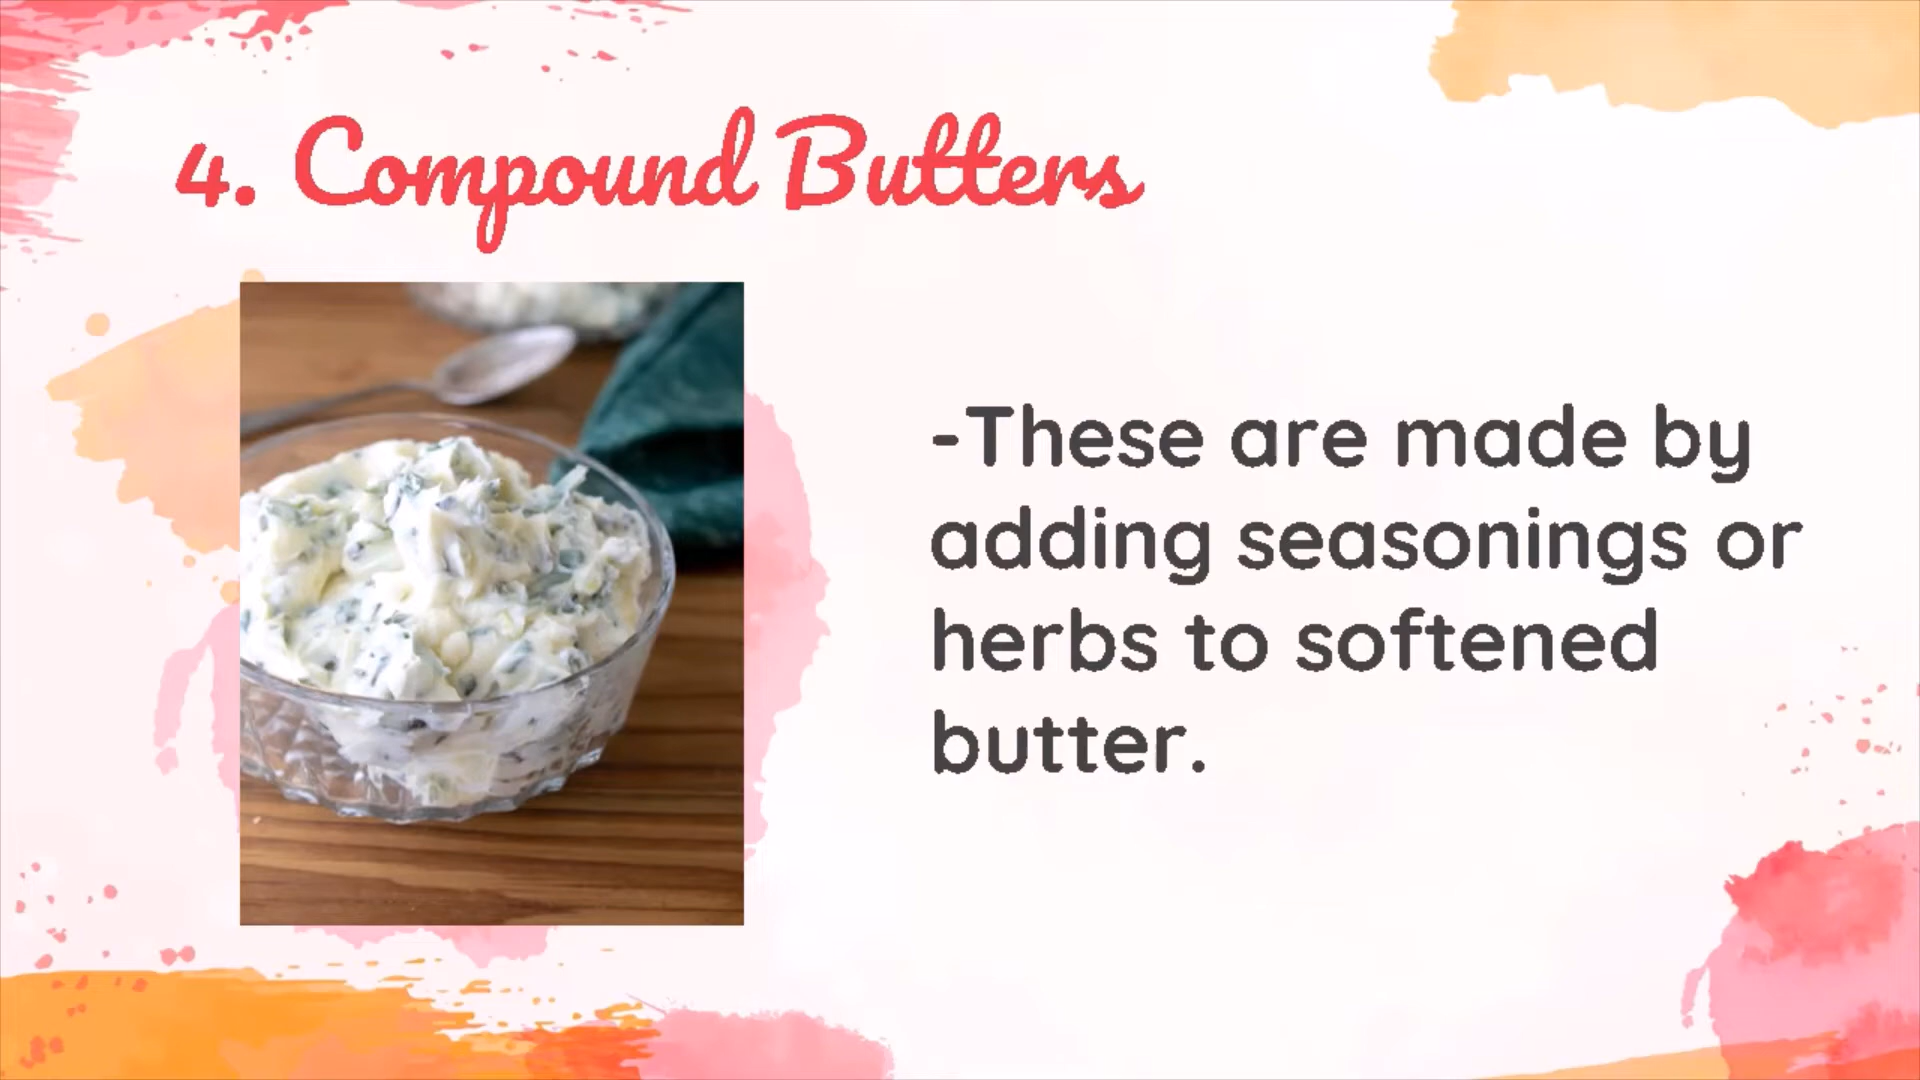 4. Compound Butters
-These are made by
adding seasonings or
herbs to softened
butter.